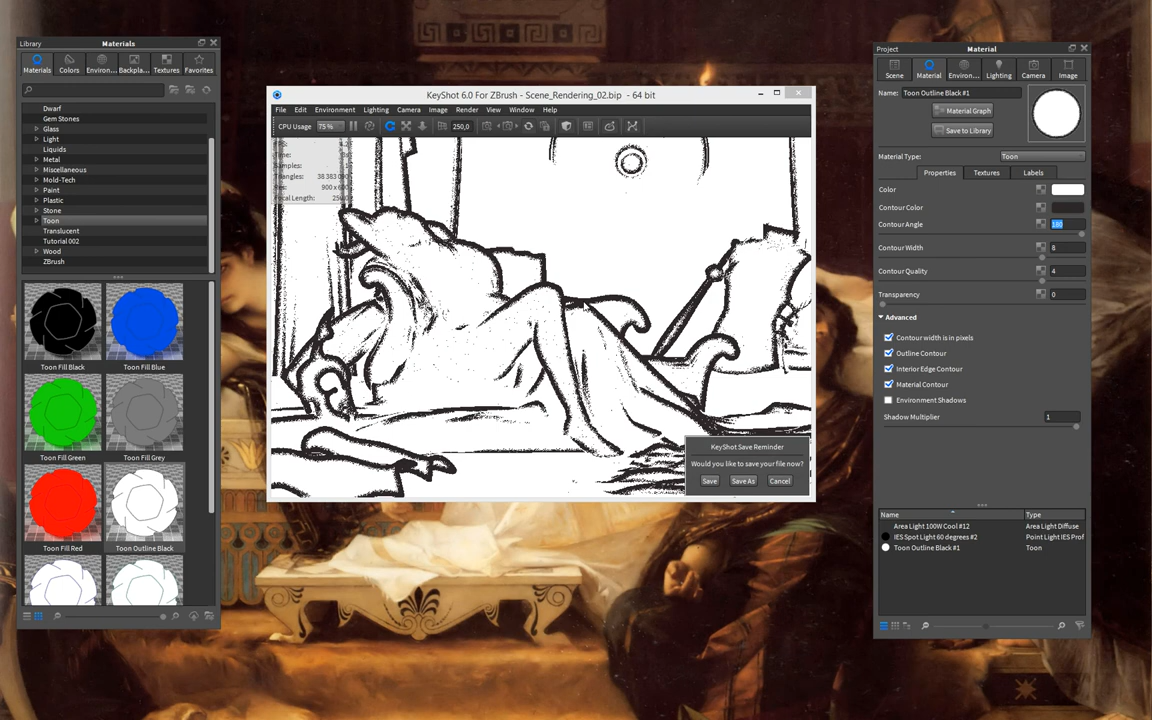 Library
Materials
Materials
Colors
Environ...
Backpla...
Textures
Favorites
Dwarf
Gem Stones
Glass
Light
Liquids
Metal
Miscellaneous
Mold-Tech
Paint
Plastic
Stone
Toon
Translucent
Tutorial 002
Wood
ZBrush
Toon Fill Black
Toon Fill Blue
Toon Fill Green
Toon Fill Grey
Toon Fill Red
Toon Outline Black
KeyShot 6.0 For ZBrush - Scene_Rendering_02.bip - 64 bit
File Edit Lighting Camera Image Render View Window Help
CPU Usage 75 % 250,0
Time:
Samples:
Triangles: 38 383
Res: 900 x 600
Focal Length:
KeyShot Save Reminder
Would you like to save your file now?
Save Save As Cancel
Project
Material
Scene
Material
Environ...
Lighting
Camera
Image
Name: Toon Outline Black #1
Material Graph
Save to Library
Material Type: Toon
Properties Textures Labels
Color
Contour Color
Contour Angle 180
Contour Width 8
Contour Quality 4
Transparency 0
Advanced
Contour width is in pixels
Outline Contour
Interior Edge Contour
Material Contour
Environment Shadows
Shadow Multiplier 1
Name Type
Area Light 100W Cool #12 Area Light Diffuse
IES Spot Light 60 degrees #2 Point Light IES Prof
Toon Outline Black #1 Toon